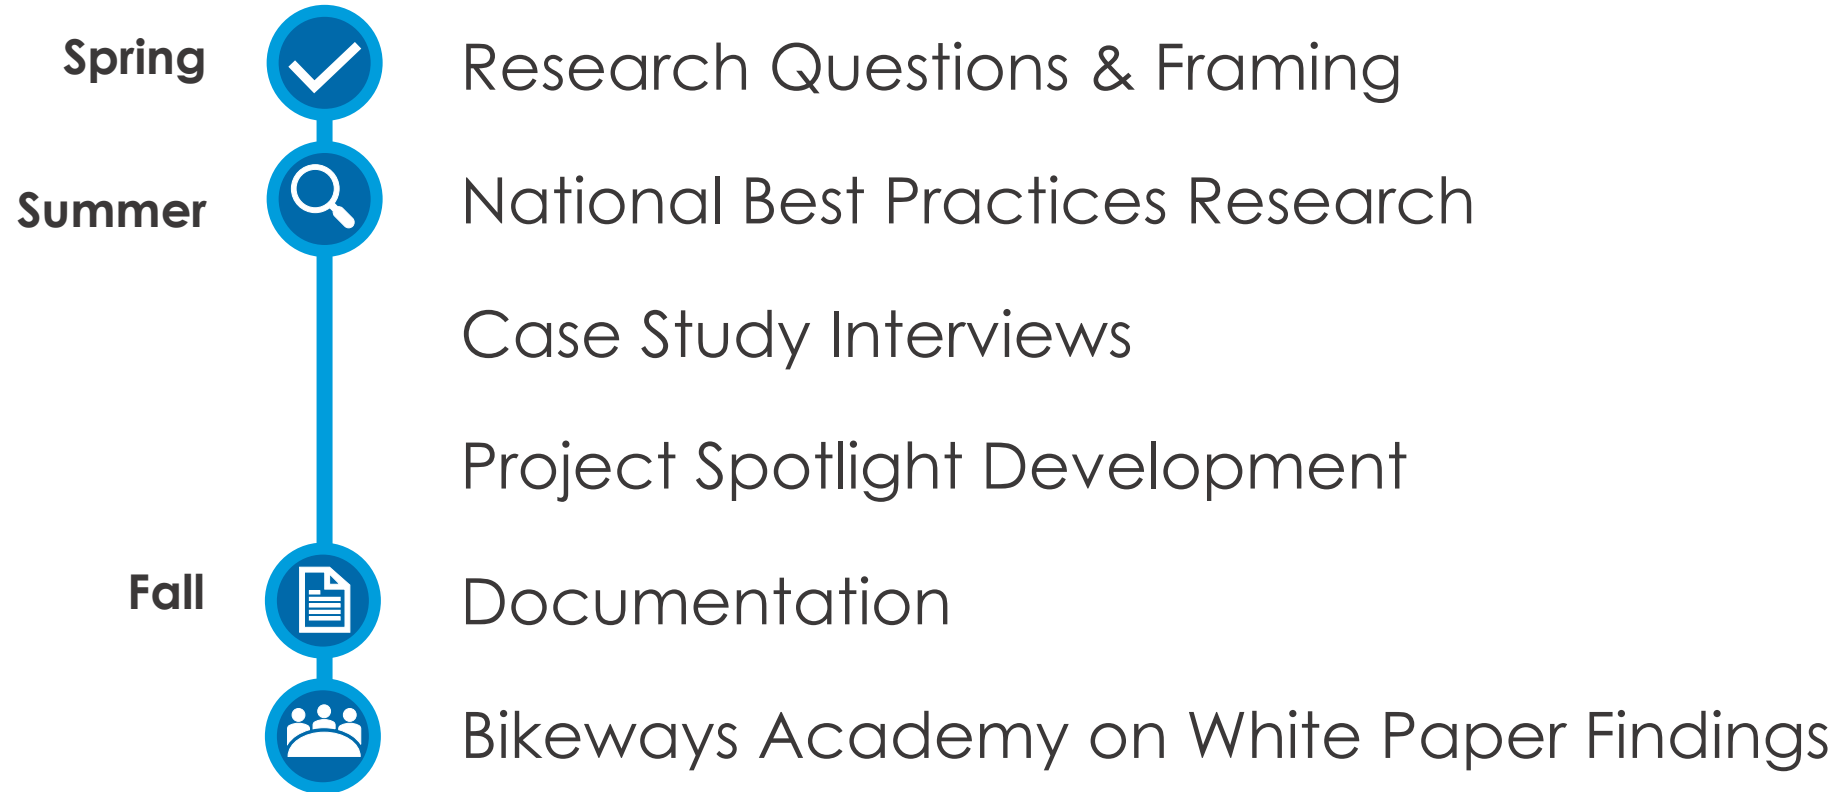 Spring
Research Questions & Framing
Summer
National Best Practices Research
Case Study Interviews
Project Spotlight Development
Fall
Documentation
Bikeways Academy on White Paper Findings